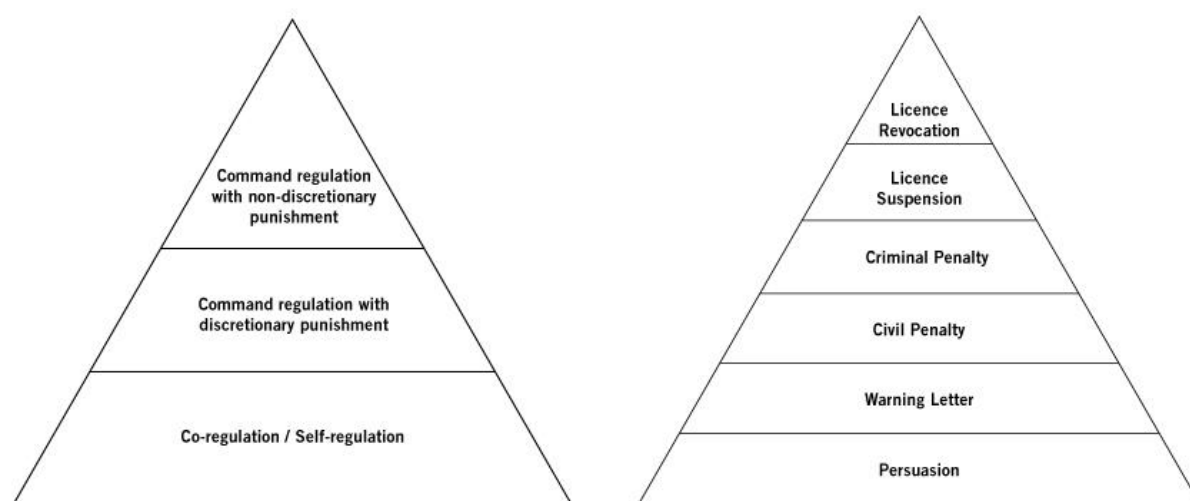 Command regulation
with non-discretionary
punishment
Command regulation with
discretionary punishment
Co-regulation / Self-regulation
Licence
Revocation
Licence
Suspension
Criminal Penalty
Civil Penalty
Warning Letter
Persuasion